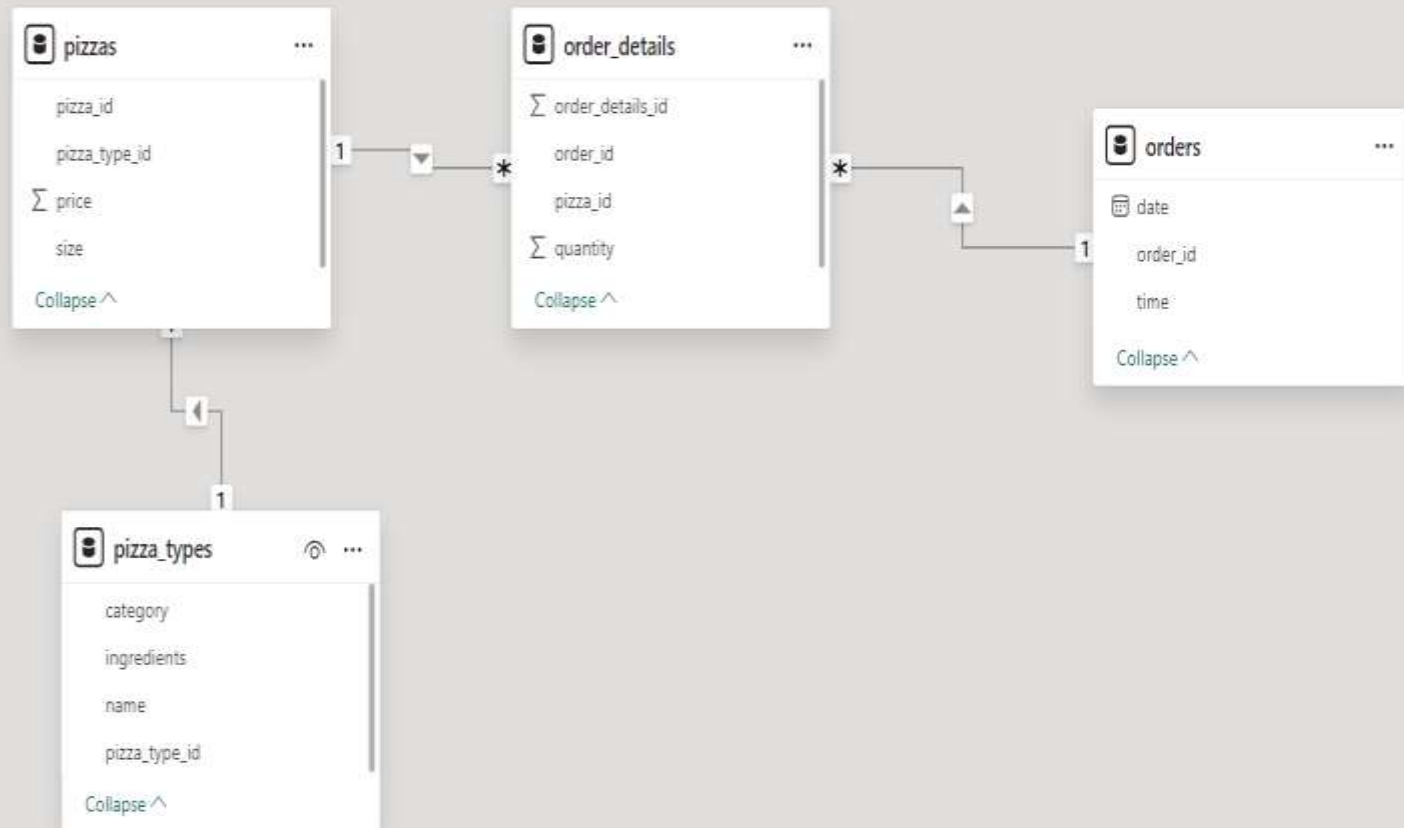 pizzas
pizza_id
pizza_type_id
∑ price
size
Collapse
1
*
order_details
∑ order_details_id
order_id
pizza_id
∑ quantity
Collapse
*
1
orders
date
order_id
time
Collapse
1
pizza_types
category
ingredients
name
pizza_type_id
Collapse